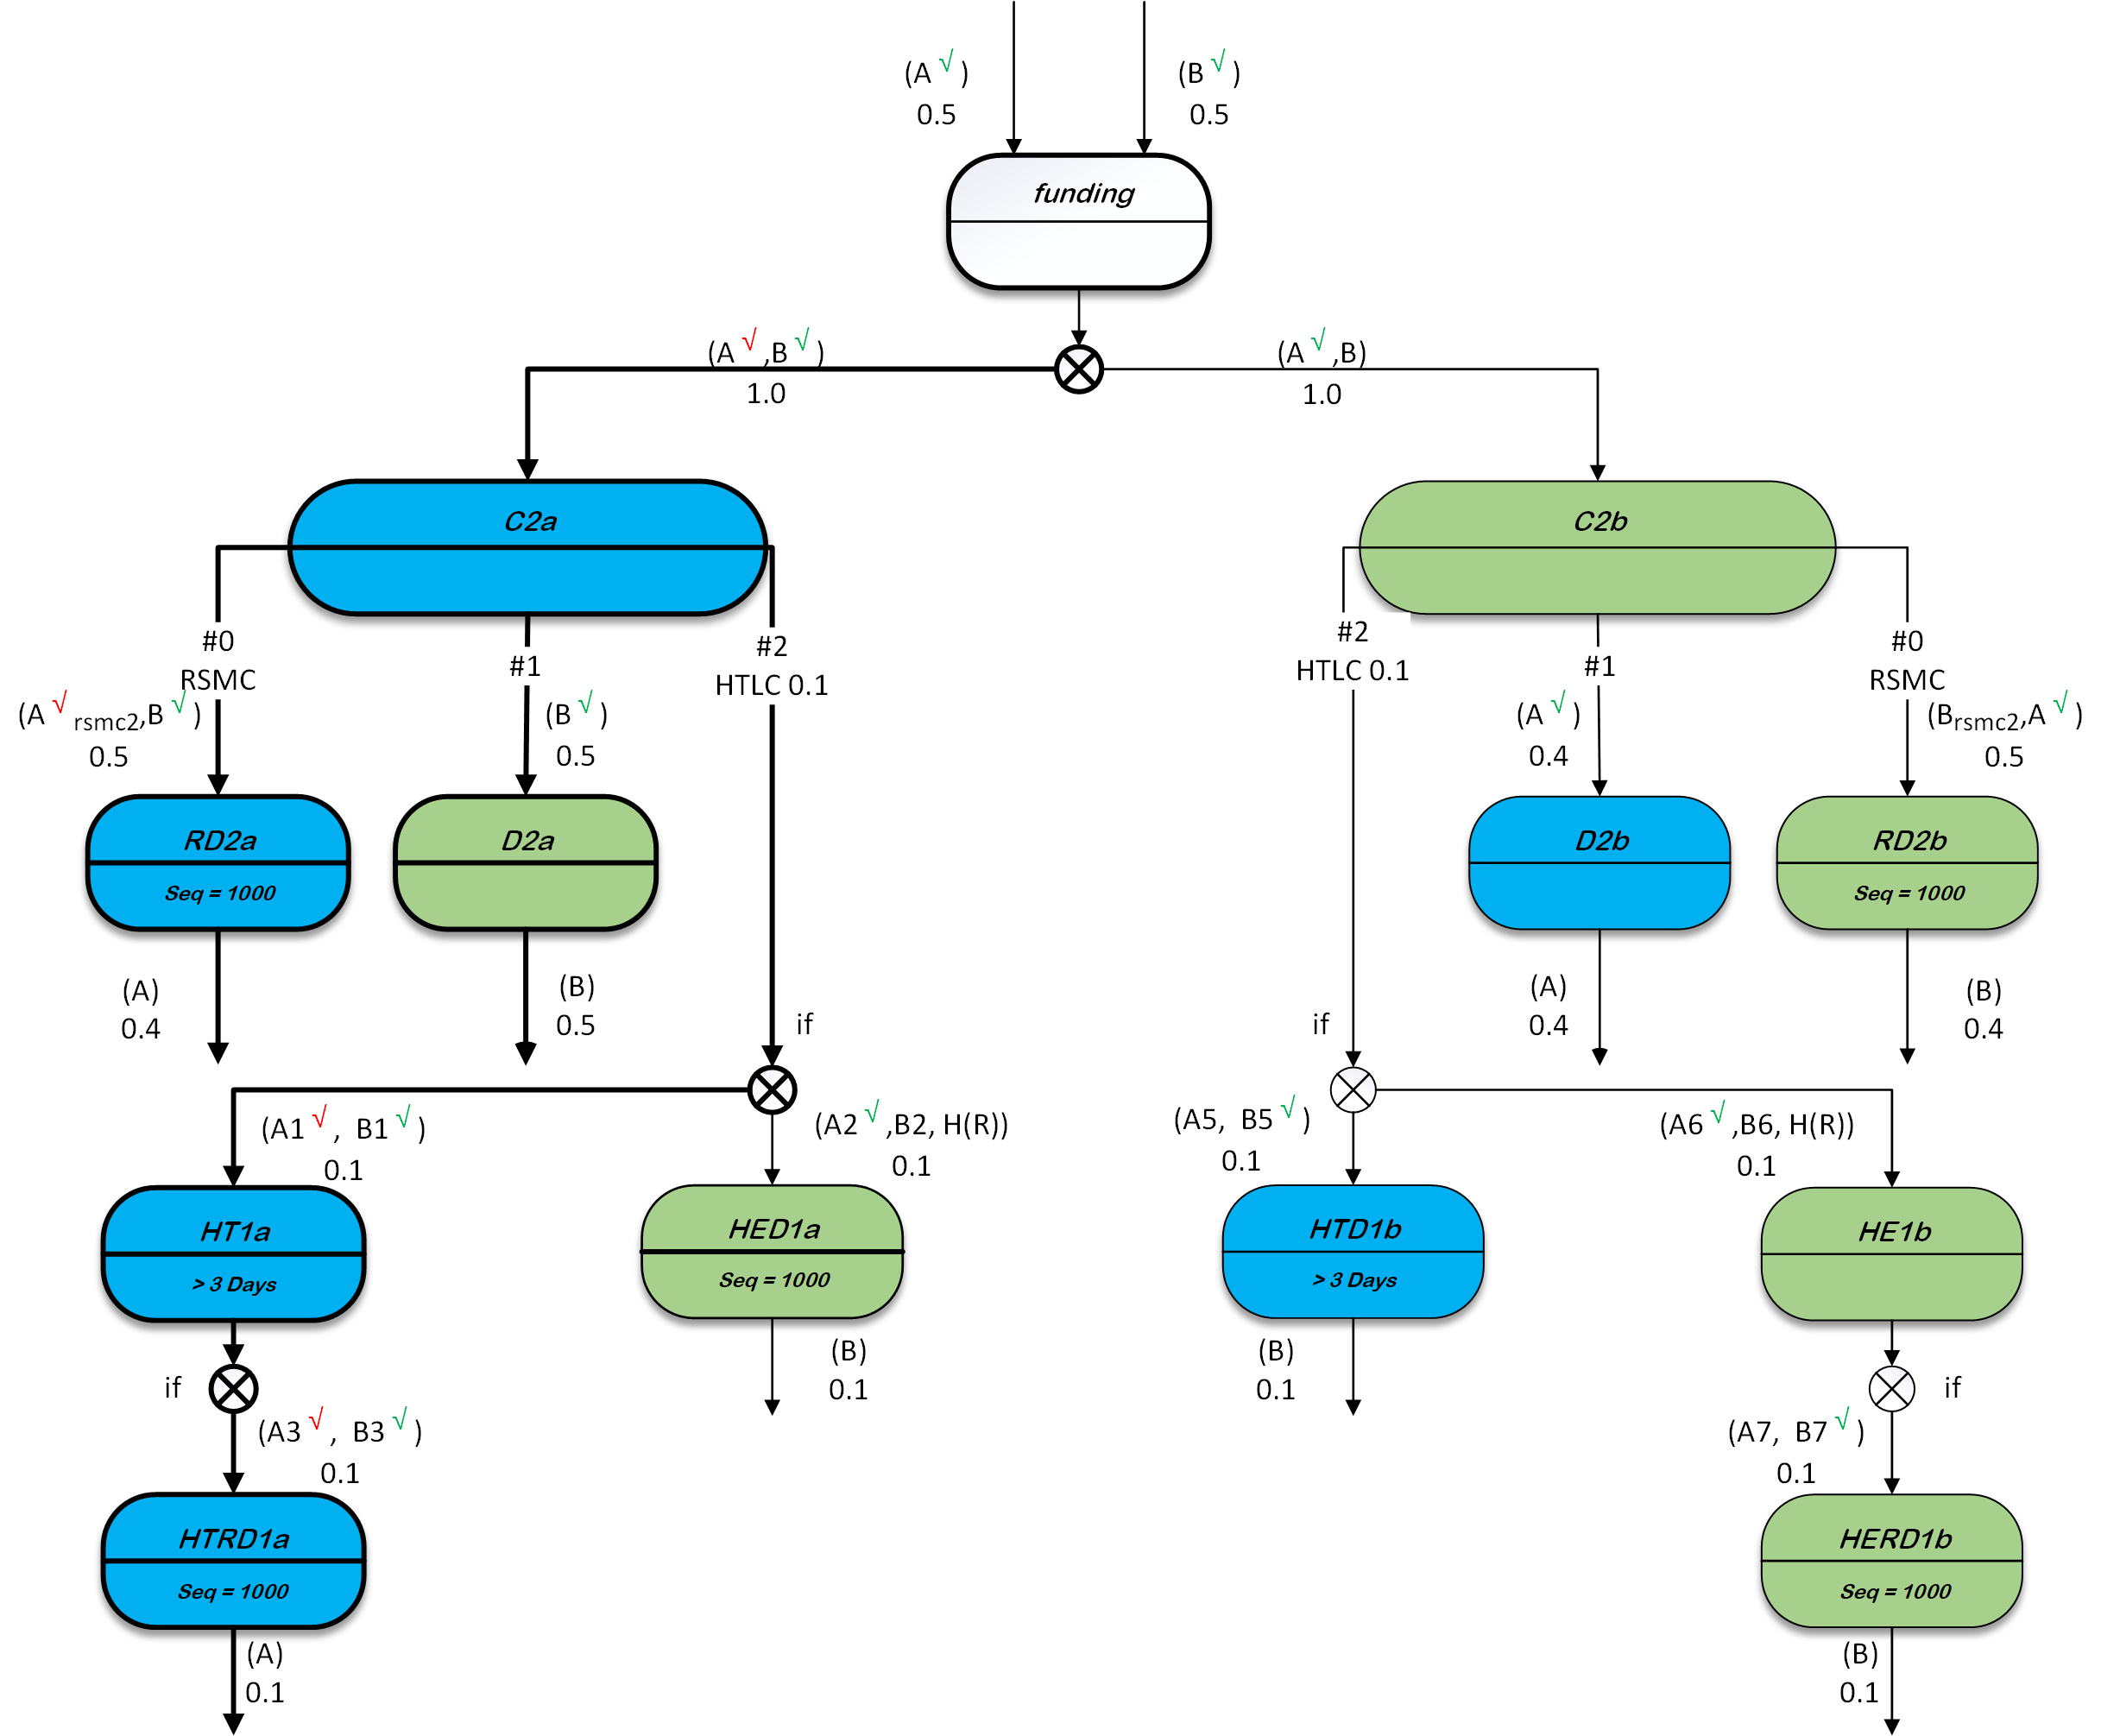 (A √ )
0.5
(B √ )
0.5
funding
(A √ ,B √ )
1.0
(A √ ,B)
1.0
C2a
C2b
#0
RSMC
#1
#2
HTLC 0.1
#2
HTLC 0.1
#1
#0
RSMC
(A √ rsmc2,B √ )
0.5
(B √ )
0.5
(A √ )
0.4
(Brsmc2,A √ )
0.5
RD2a
Seq = 1000
D2a
D2b
RD2b
Seq = 1000
(A)
0.4
(B)
0.5
if
if
(A)
0.4
(B)
0.4
(A1 √ , B1 √ )
0.1
(A2 √ ,B2, H(R))
0.1
(A5, B5 √ )
0.1
(A6 √ ,B6, H(R))
0.1
HT1a
> 3 Days
HED1a
Seq = 1000
HTD1b
> 3 Days
HE1b
(B)
0.1
(B)
0.1
if
if
(A3 √ , B3 √ )
0.1
(A7, B7 √ )
0.1
HTRD1a
Seq = 1000
HERD1b
Seq = 1000
(A)
0.1
(B)
0.1